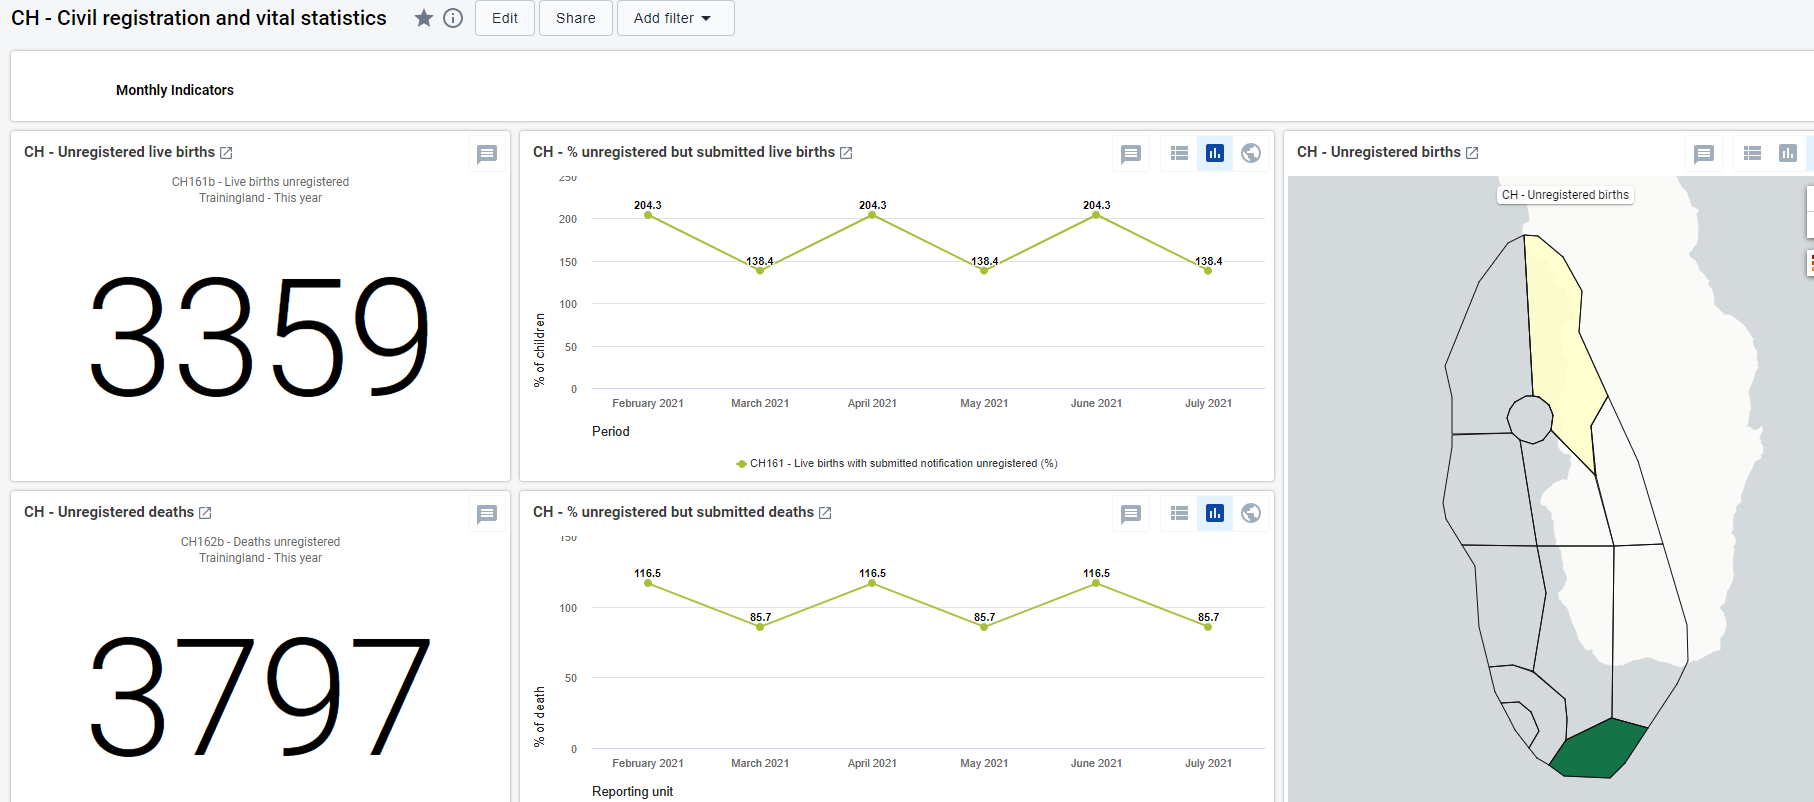 CH - Civil registration and vital statistics
Edit
Share
Add filter
Monthly Indicators
CH - Unregistered live births
CH161b - Live births unregistered
Trainingland - This year
3359
CH - % unregistered but submitted live births
250
200
150
100
50
0
% of children
204.3
138.4
204.3
138.4
204.3
138.4
February 2021
March 2021
April 2021
May 2021
June 2021
July 2021
Period
CH161 - Live births with submitted notification unregistered (%)
CH - Unregistered births
CH - Unregistered births
CH - Unregistered deaths
CH162b - Deaths unregistered
Trainingland - This year
3797
CH - % unregistered but submitted deaths
150
100
50
0
% of death
116.5
85.7
116.5
85.7
116.5
85.7
February 2021
March 2021
April 2021
May 2021
June 2021
July 2021
Reporting unit